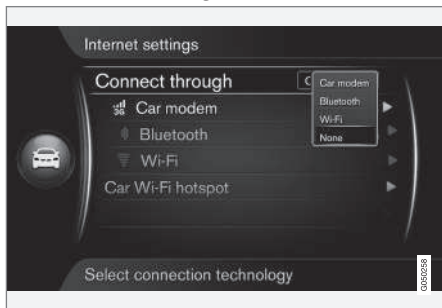 Internet settings
Connect through
C
Car modem
Bluetooth
Wi-Fi
None
3G
Car modem
Bluetooth
Wi-Fi
Car Wi-Fi hotspot
Select connection technology
G050258